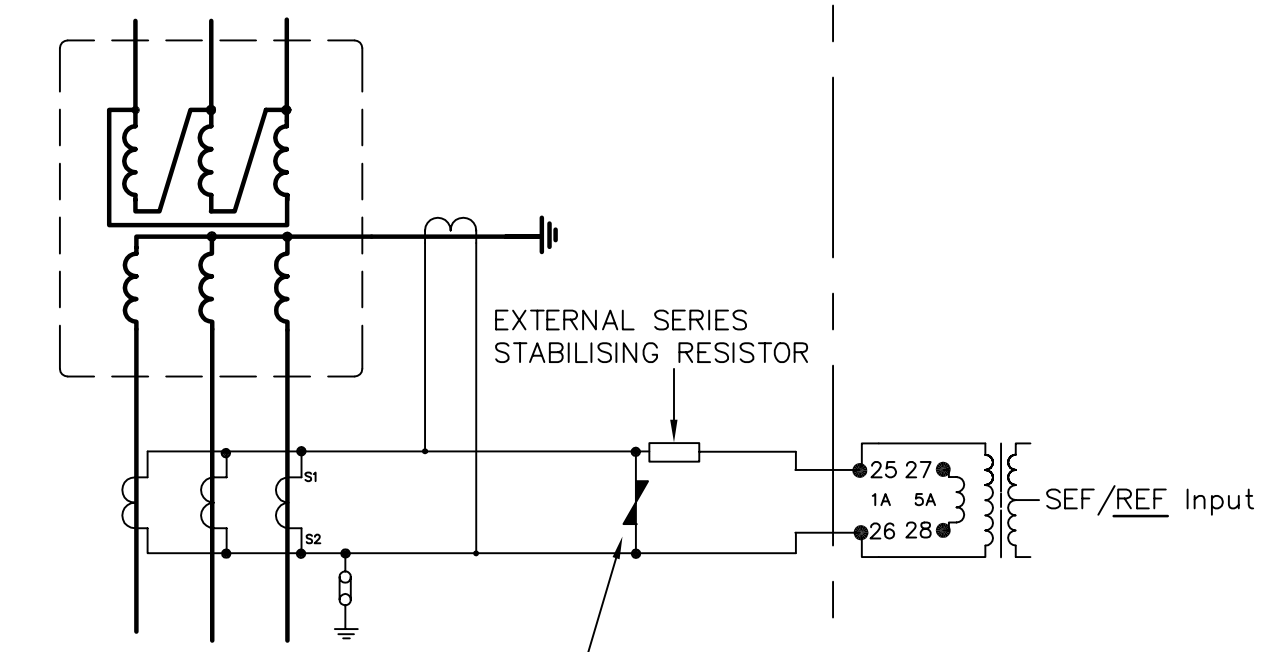 EXTERNAL SERIES
STABILISING RESISTOR
S1
S2
25 27
1A 5A
26 28
SEF/REF Input